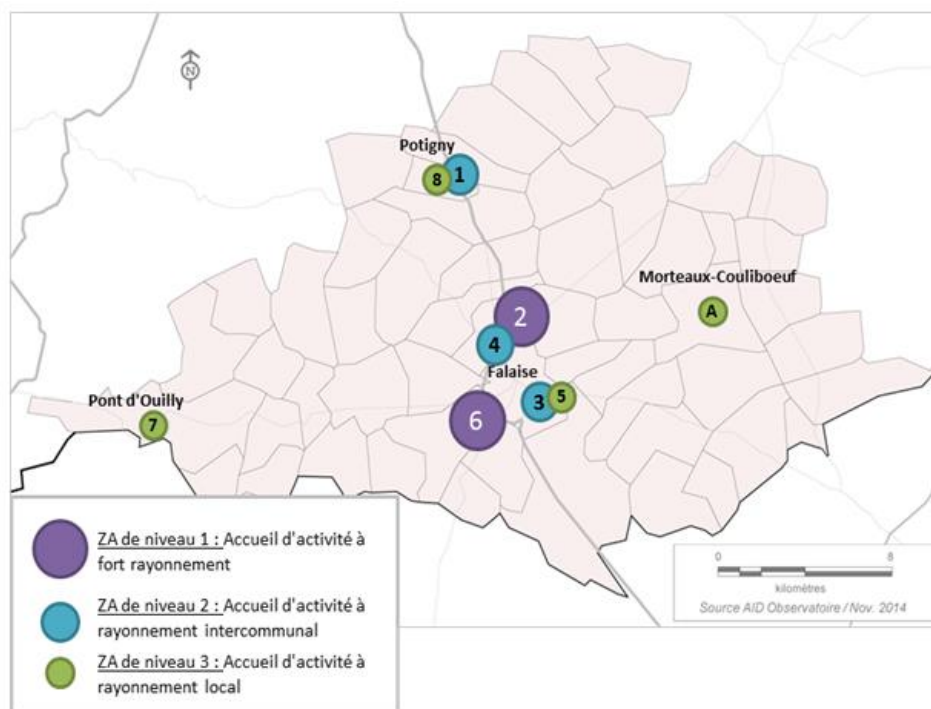 N
Potigny
8
1
Morteaux-Couliboeuf
A
2
4
Falaise
3
5
Pont d'Ouilly
7
6
ZA de niveau 1 : Accueil d'activité à
fort rayonnement
ZA de niveau 2 : Accueil d'activité à
rayonnement intercommunal
ZA de niveau 3 : Accueil d'activité à
rayonnement local
0 8
kilomètres
Source AID Observatoire / Nov. 2014